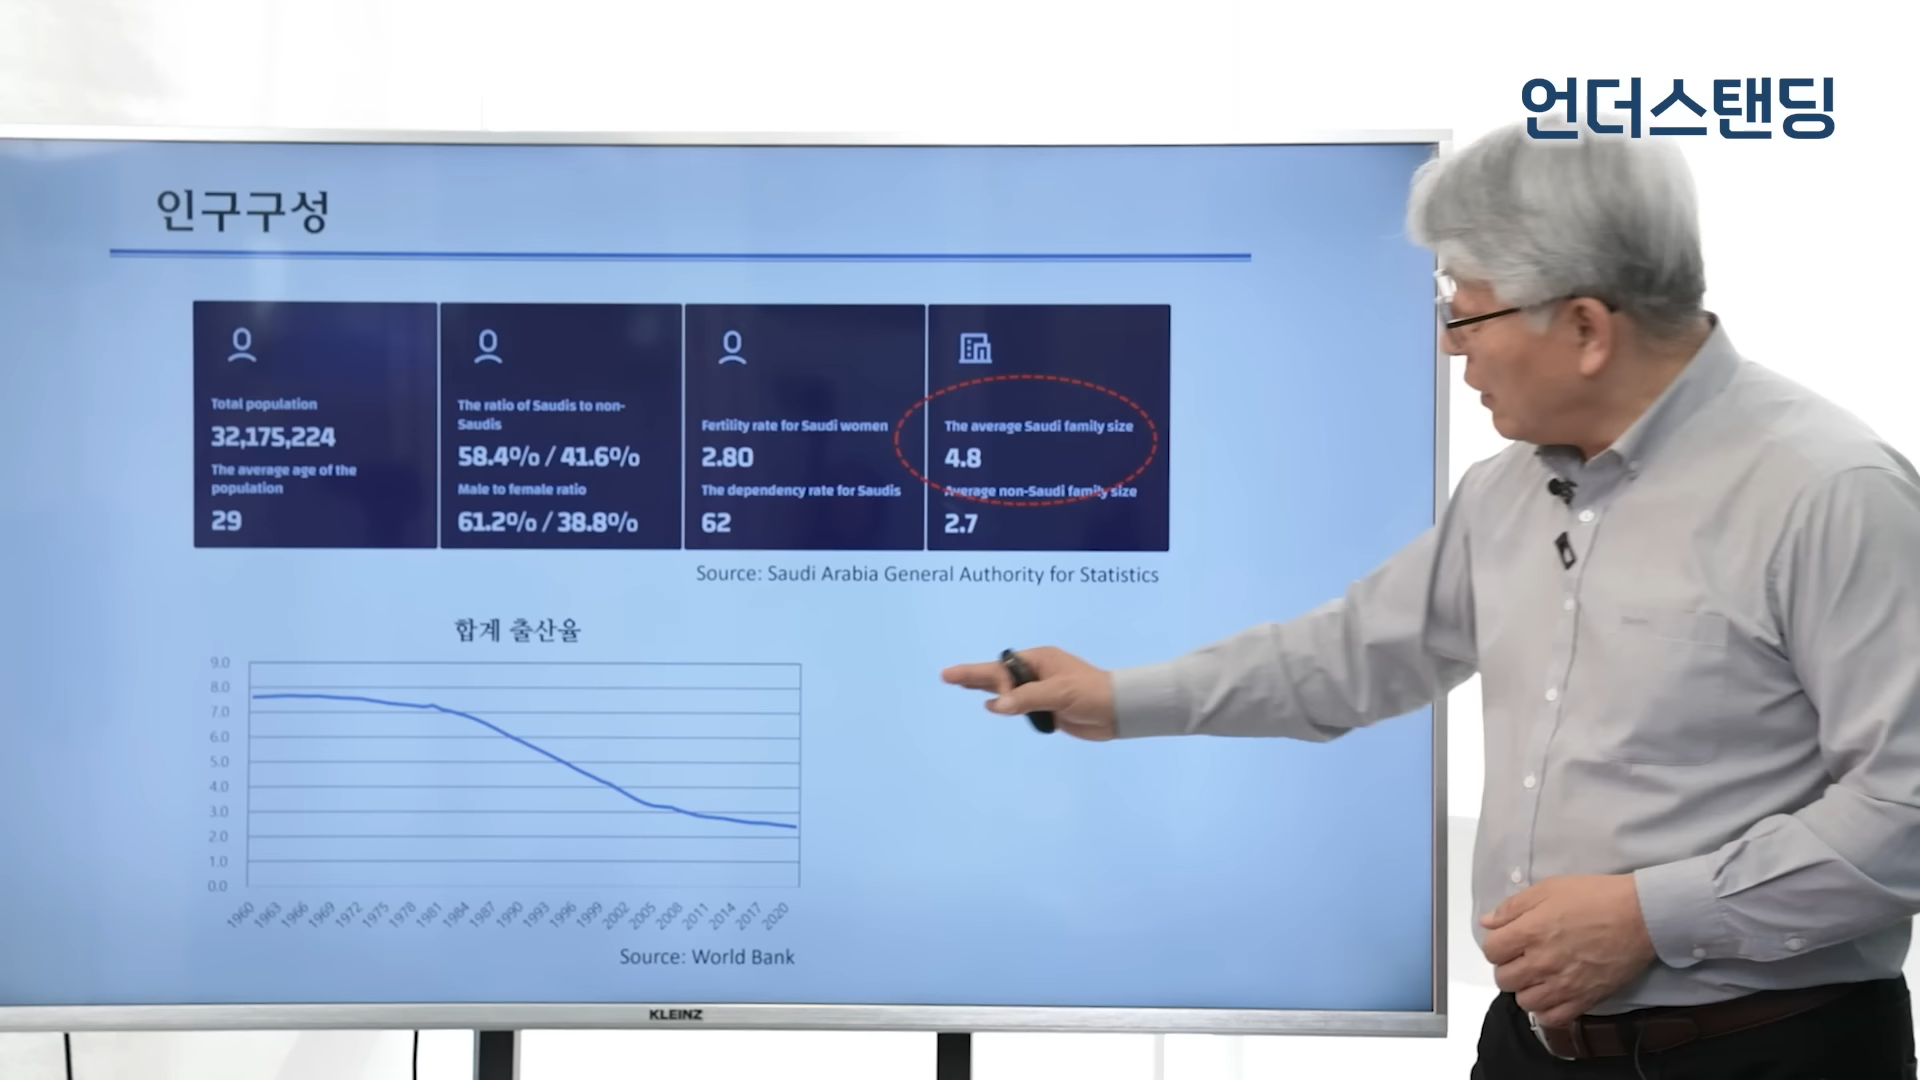 언더스탠딩
인구구성
Total population
32,175,224
The average age of the
population
29
The ratio of Saudis to non-
Saudis
58.4% / 41.6%
Male to female ratio
61.2% / 38.8%
Fertility rate for Saudi women
2.80
The dependency rate for Saudis
62
The average Saudi family size
4.8
Average non-Saudi family size
2.7
Source: Saudi Arabia General Authority for Statistics
합계 출산율
9.0
8.0
7.0
6.0
5.0
4.0
3.0
2.0
1.0
0.0
1960 1963 1966 1969 1972 1975 1978 1981 1984 1987 1990 1993 1996 1999 2002 2005 2008 2011 2014 2017 2020
Source: World Bank
KLEINZ